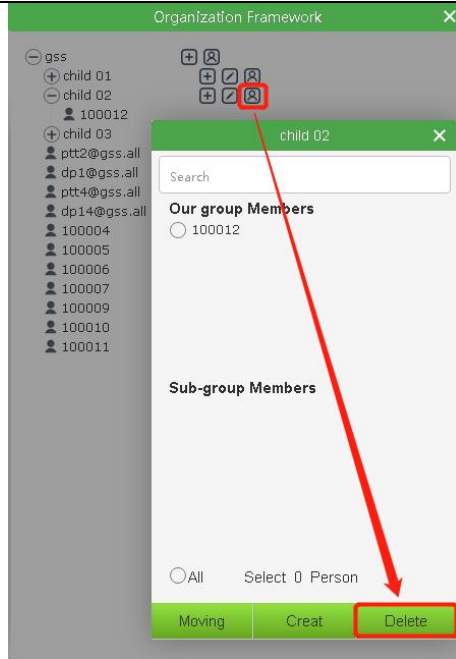 Organization Framework
gss
child 01
child 02
100012
child 03
ptt2@gss.all
dp1@gss.all
ptt4@gss.all
dp14@gss.all
100004
100005
100006
100007
100009
100010
100011
child 02
Search
Our group Members
100012
Sub-group Members
All Select 0 Person
Moving Creat Delete